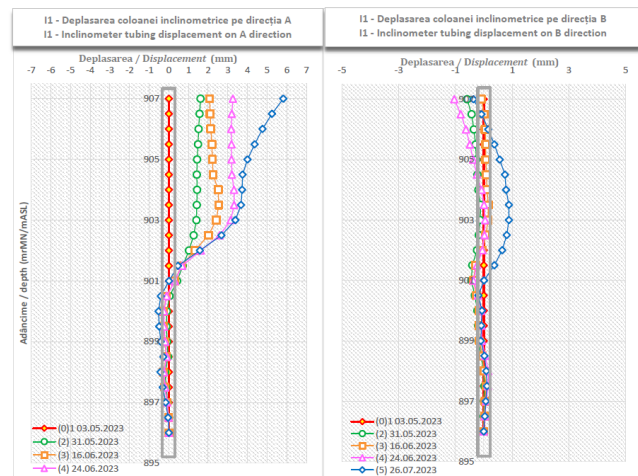 I1 - Deplasarea coloanei inclinometrice pe direcția A
I1 - Inclinometer tubing displacement on A direction
Deplasarea / Displacement (mm)
-7 -6 -5 -4 -3 -2 -1 0 1 2 3 4 5 6 7
Adâncime / depth (mrMN/mASL)
907
905
903
901
899
897
895
(0)1 03.05.2023
(2) 31.05.2023
(3) 16.06.2023
(4) 24.06.2023
I1 - Deplasarea coloanei inclinometrice pe direcția B
I1 - Inclinometer tubing displacement on B direction
Deplasarea / Displacement (mm)
-5 -3 -1 1 3 5
903
899
897
895
(0)1 03.05.2023
(2) 31.05.2023
(3) 16.06.2023
(4) 24.06.2023
(5) 26.07.2023